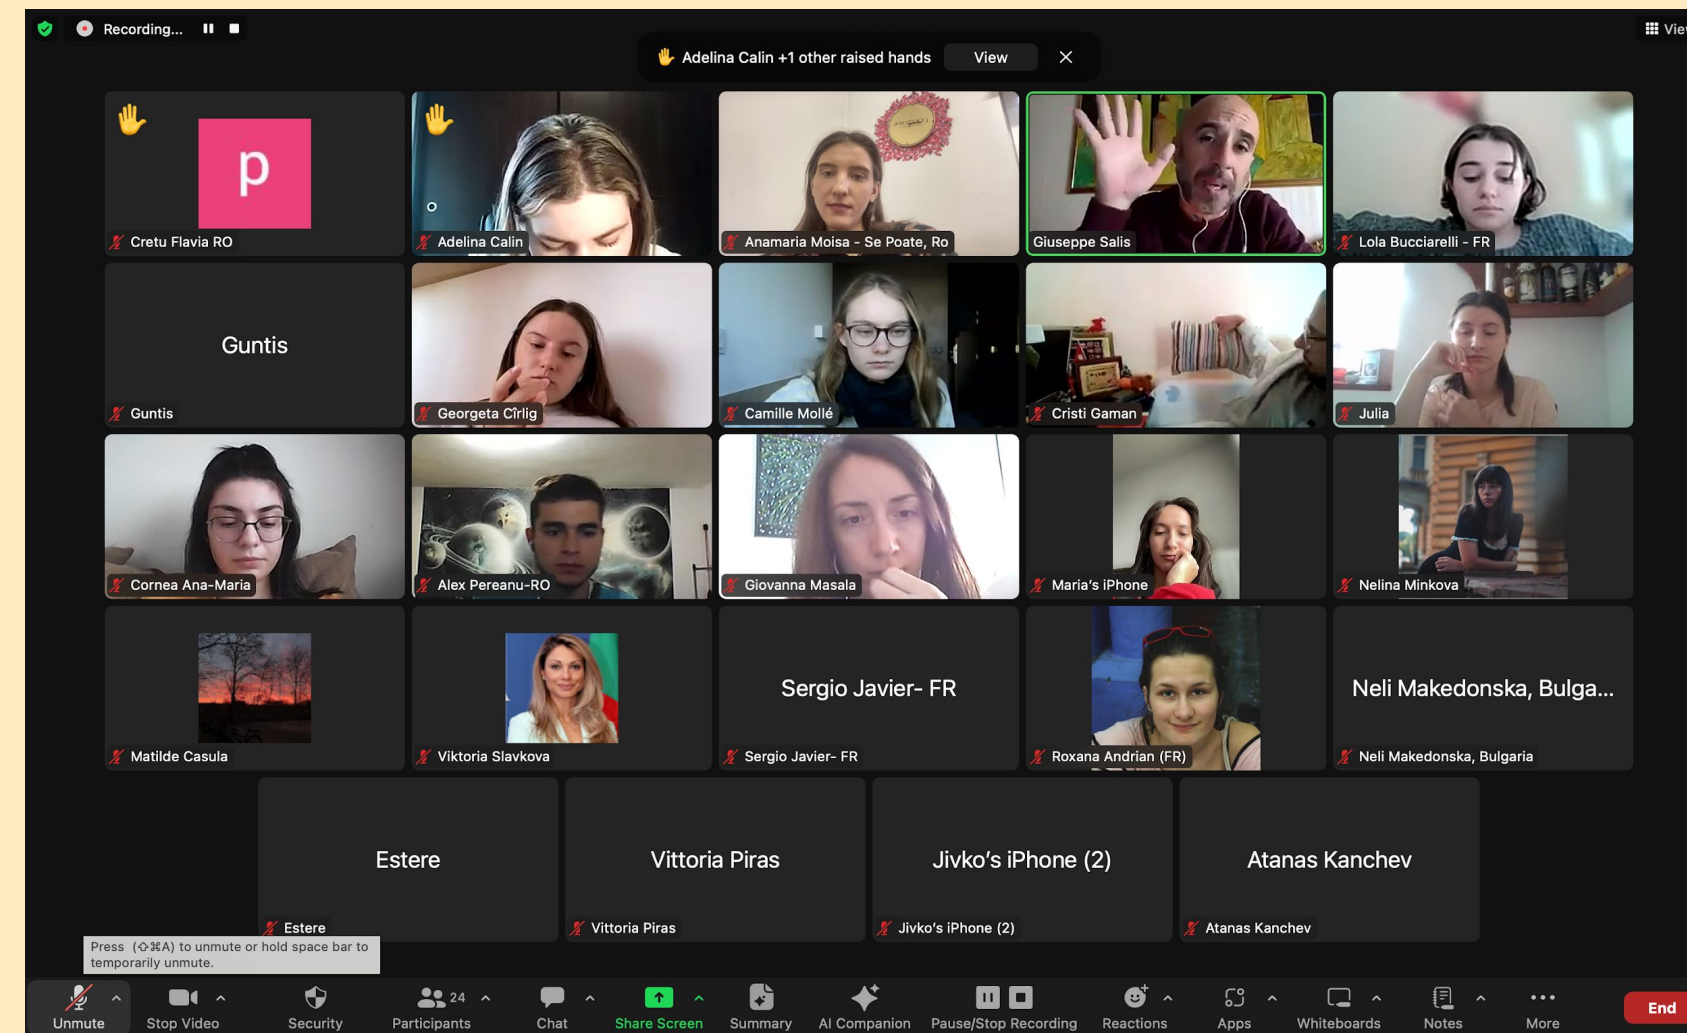 Recording...
View
Adelina Calin +1 other raised hands
View
p
Cretu Flavia RO
Adelina Calin
Anamaria Moisa - Se Poate, Ro
Giuseppe Salis
Lola Bucciarelli - FR
Guntis
Guntis
Georgeta Cîrlig
Camille Mollé
Cristi Gaman
Julia
Cornea Ana-Maria
Alex Pereanu-RO
Giovanna Masala
Maria's iPhone
Nelina Minkova
Matilde Casula
Viktoria Slavkova
Sergio Javier- FR
Sergio Javier- FR
Roxana Andrian (FR)
Neli Makedonska, Bulga...
Neli Makedonska, Bulgaria
Estere
Estere
Vittoria Piras
Vittoria Piras
Jivko’s iPhone (2)
Jivko’s iPhone (2)
Atanas Kanchev
Atanas Kanchev
Press (⇧⌘A) to unmute or hold space bar to
temporarily unmute.
Unmute
Stop Video
Security
24
Participants
Chat
Share Screen
Summary
AI Companion
Pause/Stop Recording
Reactions
Apps
Whiteboards
Notes
More
End